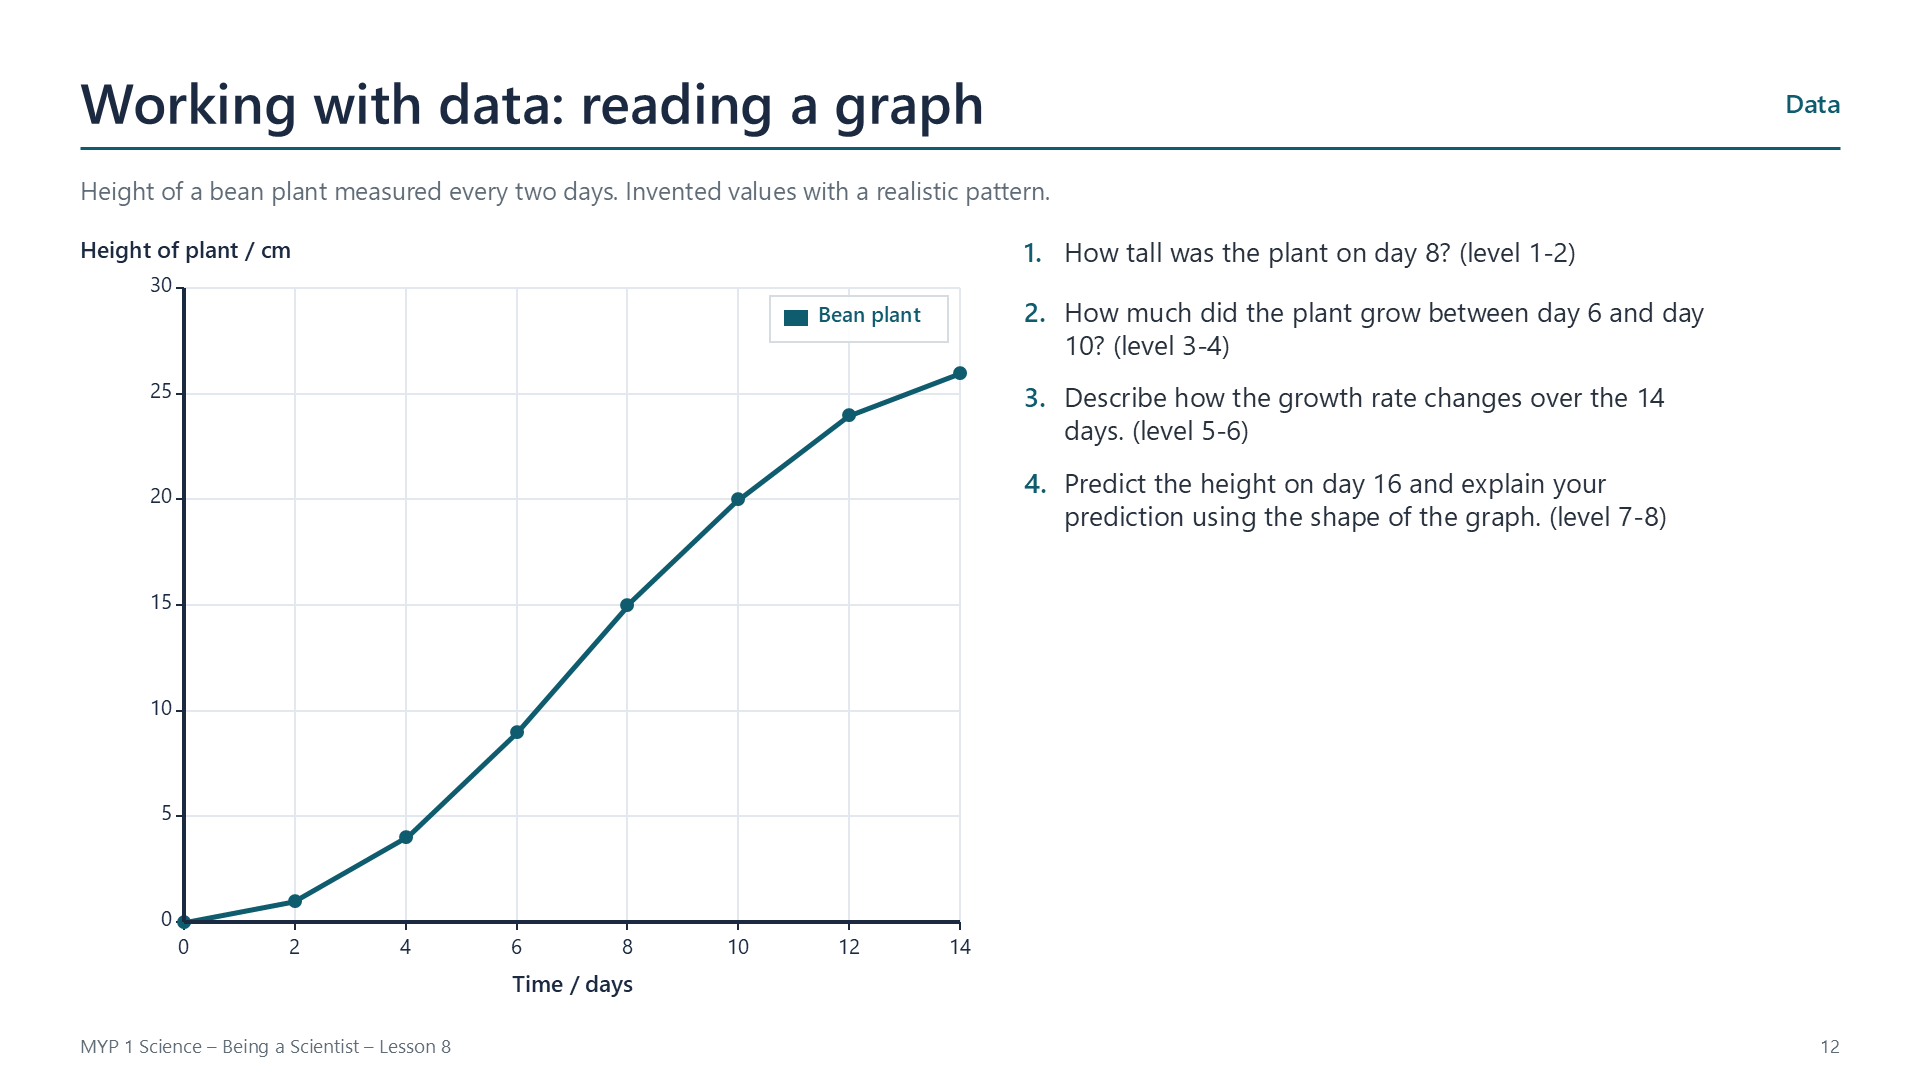 Working with data: reading a graph
Data
Height of a bean plant measured every two days. Invented values with a realistic pattern.
Height of plant / cm
30
25
20
15
10
5
0
Bean plant
0 2 4 6 8 10 12 14
Time / days
1. How tall was the plant on day 8? (level 1-2)
2. How much did the plant grow between day 6 and day
10? (level 3-4)
3. Describe how the growth rate changes over the 14
days. (level 5-6)
4. Predict the height on day 16 and explain your
prediction using the shape of the graph. (level 7-8)
MYP 1 Science – Being a Scientist – Lesson 8
12